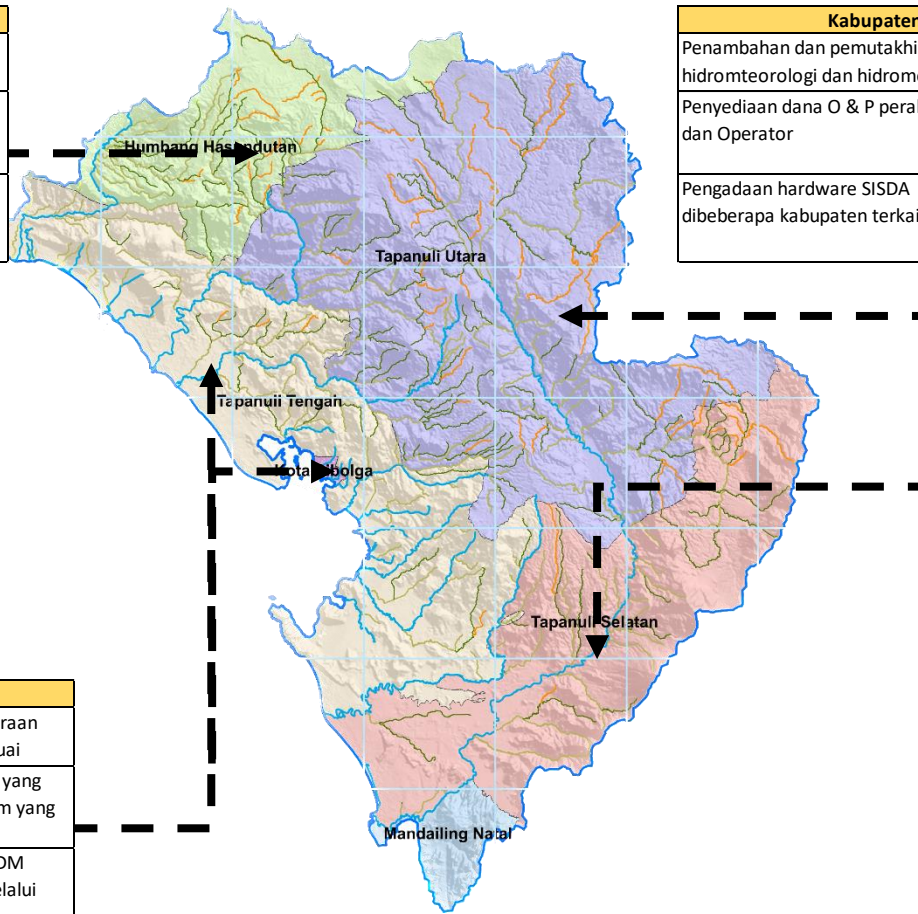 Kabupaten
Penambahan dan pemutakhi
hidromteorologi dan hidrome
Penyediaan dana O & P peral
dan Operator
Pengadaan hardware SISDA
dibeberapa kabupaten terkai
Humbang Hasundutan
Tapanuli Utara
Tapanuli Tengah
Kota Sibolga
Tapanuli Selatan
Mandailing Natal
raan
uai
yang
m yang
DM
elalui